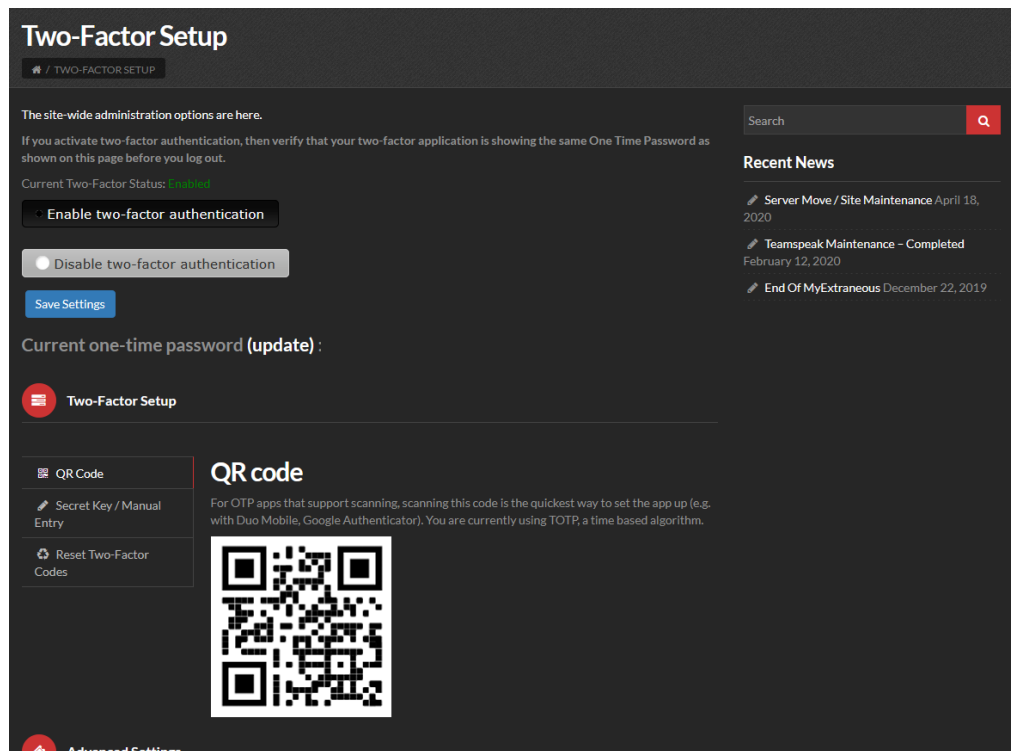 Two-Factor Setup
/ TWO-FACTOR SETUP
The site-wide administration options are here.
If you activate two-factor authentication, then verify that your two-factor application is showing the same One Time Password as
shown on this page before you log out.
Current Two-Factor Status: Enabled
Enable two-factor authentication
Disable two-factor authentication
Save Settings
Current one-time password (update) :
Two-Factor Setup
QR Code
Secret Key / Manual
Entry
Reset Two-Factor
Codes
QR code
For OTP apps that support scanning, scanning this code is the quickest way to set the app up (e.g.
with Duo Mobile, Google Authenticator). You are currently using TOTP, a time based algorithm.
Advanced Settings
Search
Recent News
Server Move / Site Maintenance April 18,
2020
Teamspeak Maintenance – Completed
February 12, 2020
End Of MyExtraneous December 22, 2019